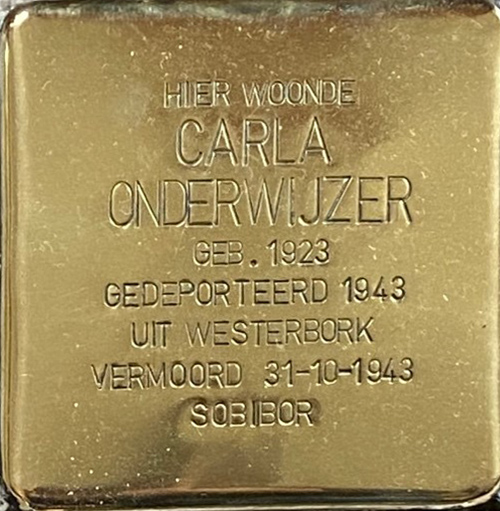 HIER WOONDE
CARLA
ONDERWIJZER
GEB. 1923
GEDEPORTEERD 1943
UIT WESTERBORK
VERMOORD 31-10-1943
SOBIBOR